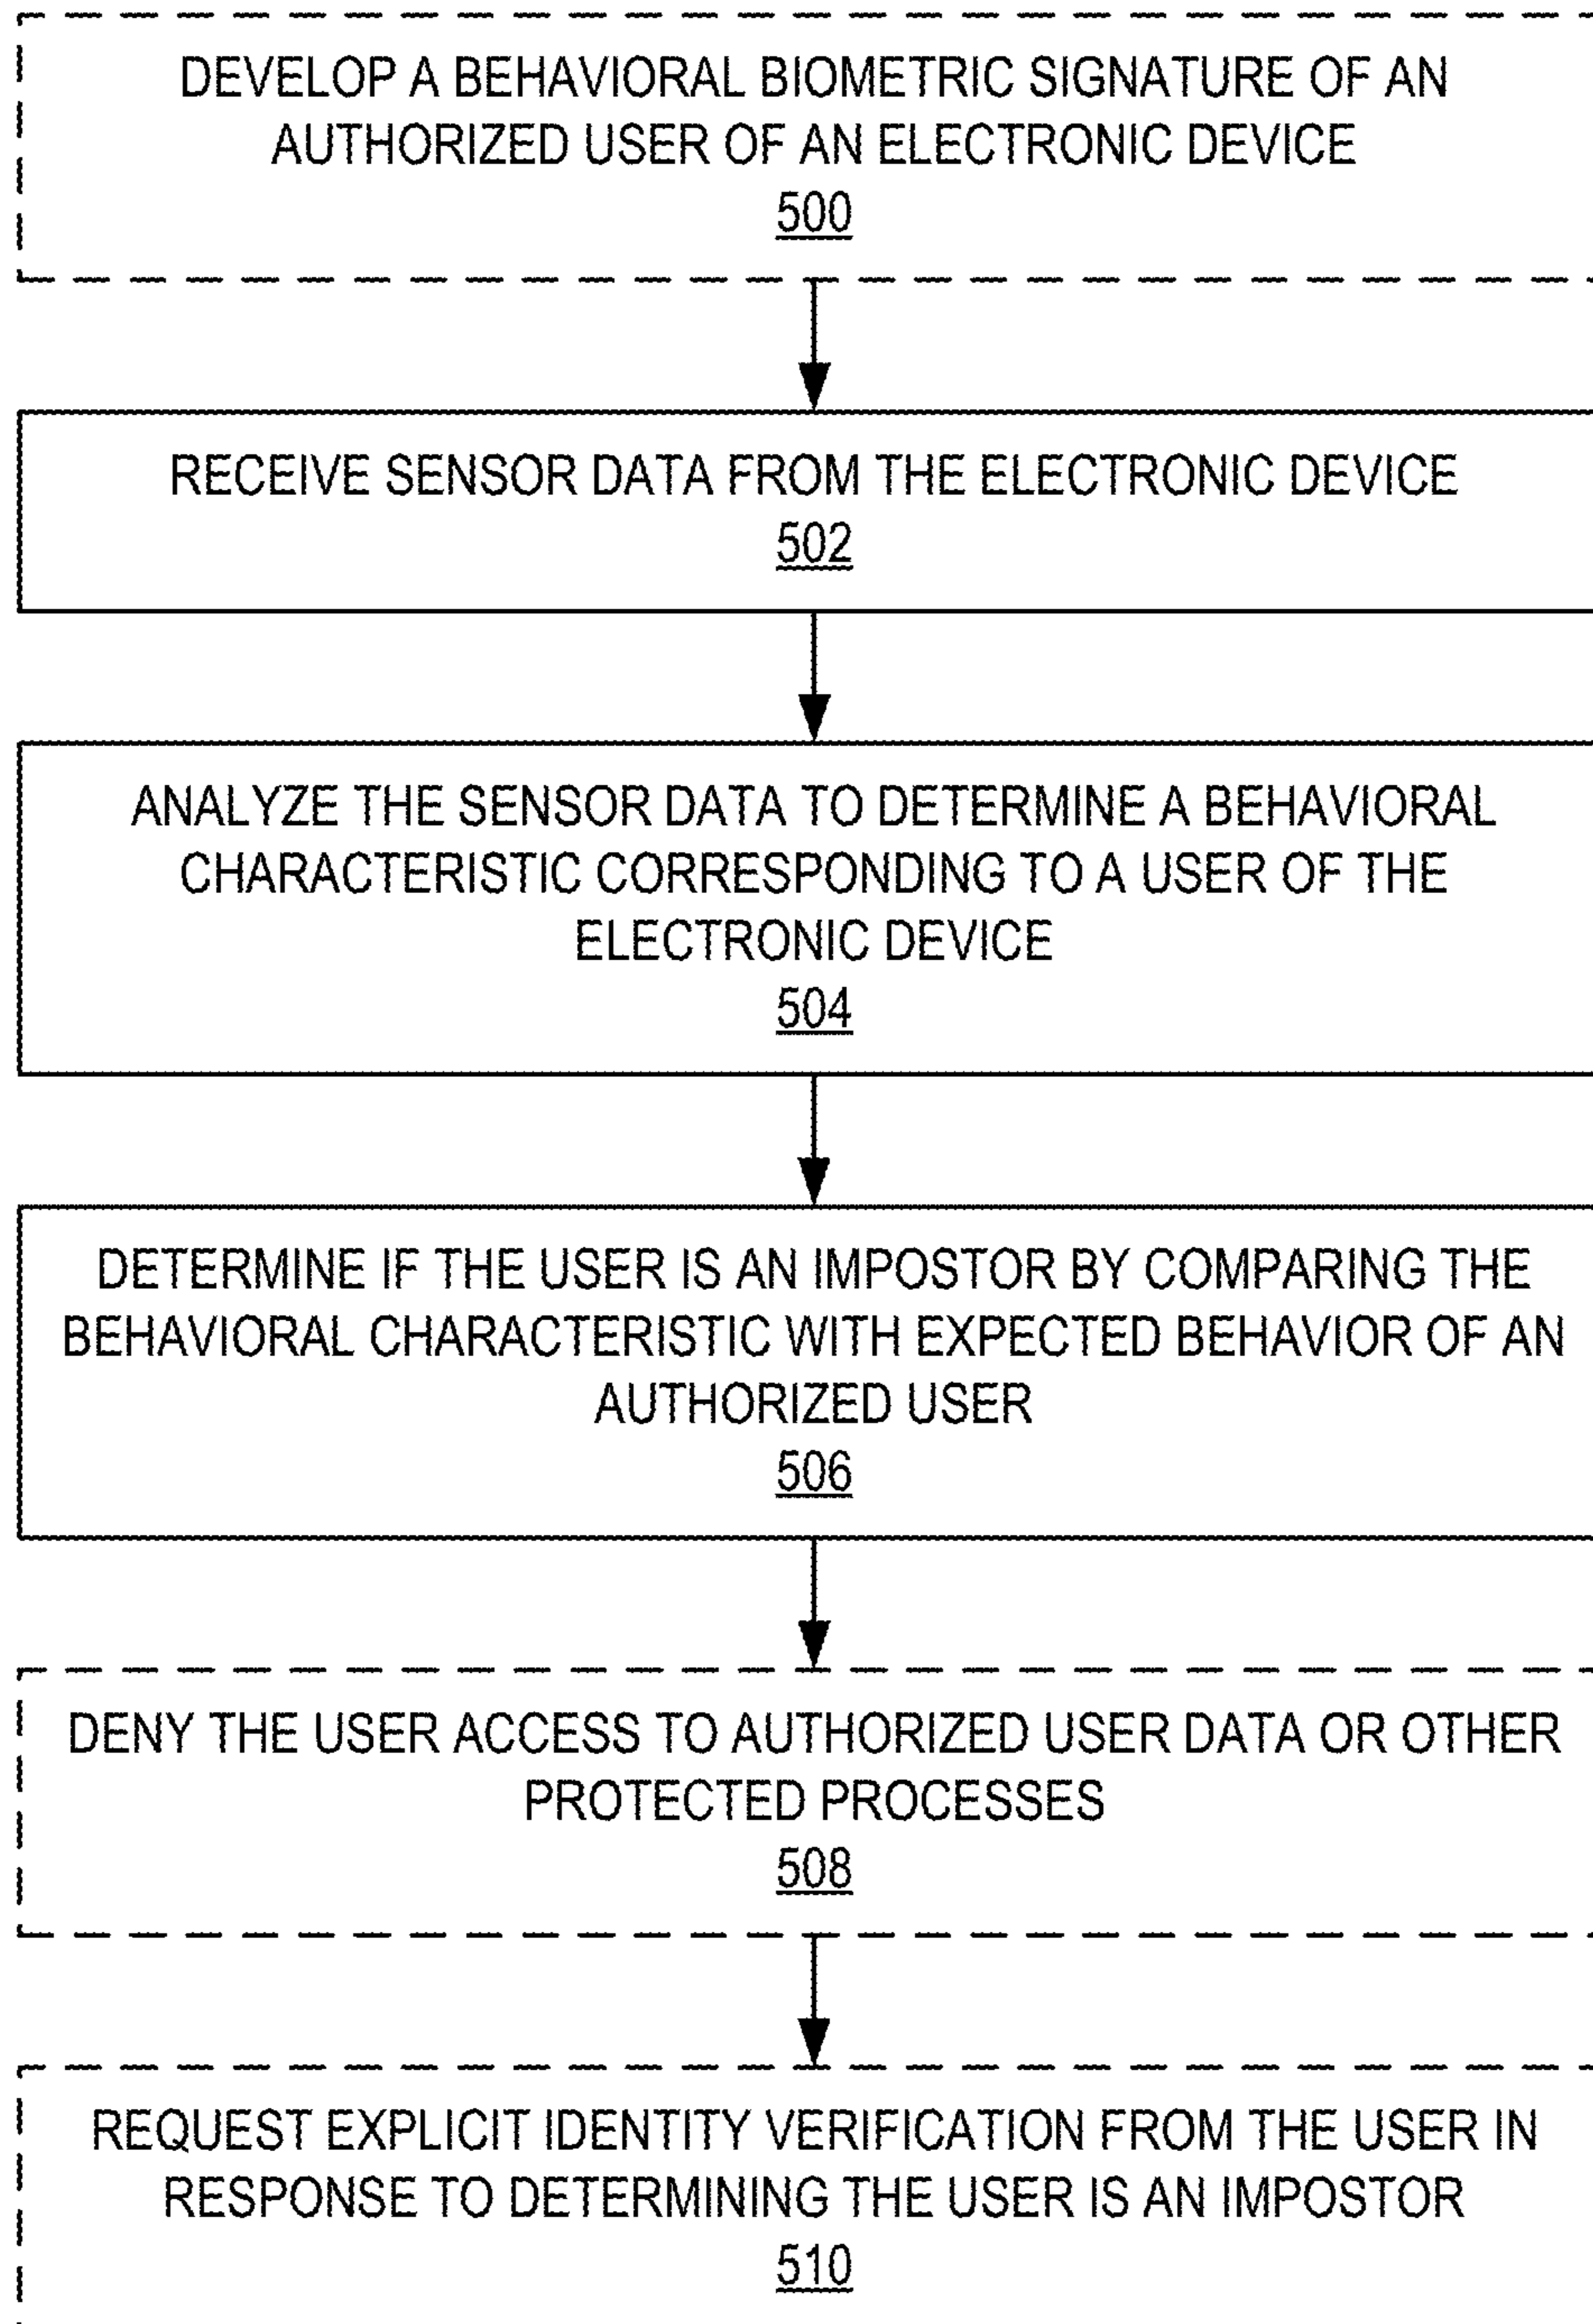 DEVELOP A BEHAVIORAL BIOMETRIC SIGNATURE OF AN
AUTHORIZED USER OF AN ELECTRONIC DEVICE
500
RECEIVE SENSOR DATA FROM THE ELECTRONIC DEVICE
502
ANALYZE THE SENSOR DATA TO DETERMINE A BEHAVIORAL
CHARACTERISTIC CORRESPONDING TO A USER OF THE
ELECTRONIC DEVICE
504
DETERMINE IF THE USER IS AN IMPOSTOR BY COMPARING THE
BEHAVIORAL CHARACTERISTIC WITH EXPECTED BEHAVIOR OF AN
AUTHORIZED USER
506
DENY THE USER ACCESS TO AUTHORIZED USER DATA OR OTHER
PROTECTED PROCESSES
508
REQUEST EXPLICIT IDENTITY VERIFICATION FROM THE USER IN
RESPONSE TO DETERMINING THE USER IS AN IMPOSTOR
510